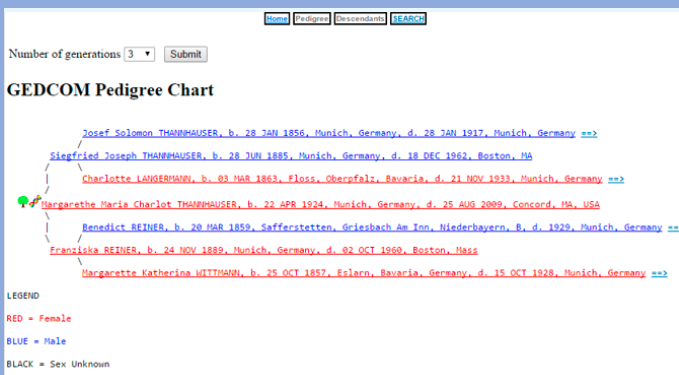 Home Pedigree Descendants SEARCH
Number of generations 3 Submit
GEDCOM Pedigree Chart
Josef Solomon THANNHAUSER, b. 28 JAN 1856, Munich, Germany, d. 28 JAN 1917, Munich, Germany ==>
Siegfried Joseph THANNHAUSER, b. 28 JUN 1885, Munich, Germany, d. 18 DEC 1962, Boston, MA
Charlotte LANGERMANN, b. 03 MAR 1863, Floss, Oberpfalz, Bavaria, d. 21 NOV 1933, Munich, Germany ==>
Margarethe Maria Charlot THANNHAUSER, b. 22 APR 1924, Munich, Germany, d. 25 AUG 2009, Concord, MA, USA
Benedict REINER, b. 20 MAR 1859, Safferstetten, Griesbach Am Inn, Niederbayern, B, d. 1929, Munich, Germany ==
Franziska REINER, b. 24 NOV 1889, Munich, Germany, d. 02 OCT 1960, Boston, Mass
Margarette Katherina WITTMANN, b. 25 OCT 1857, Eslarn, Bavaria, Germany, d. 15 OCT 1928, Munich, Germany ==>
LEGEND
RED = Female
BLUE = Male
BLACK = Sex Unknown